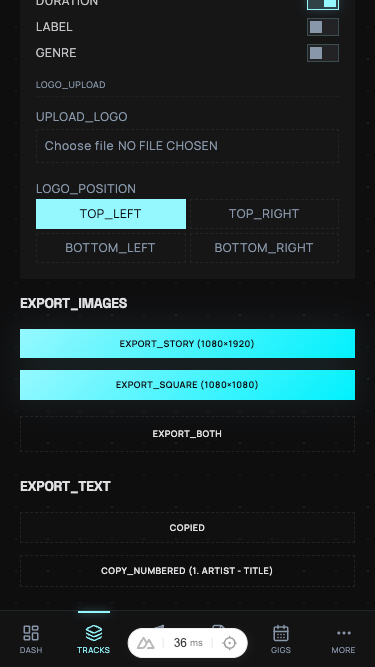 DURATION
LABEL
GENRE
LOGO_UPLOAD
UPLOAD_LOGO
Choose file NO FILE CHOSEN
LOGO_POSITION
TOP_LEFT
TOP_RIGHT
BOTTOM_LEFT
BOTTOM_RIGHT
EXPORT_IMAGES
EXPORT_STORY (1080×1920)
EXPORT_SQUARE (1080×1080)
EXPORT_BOTH
EXPORT_TEXT
COPIED
COPY_NUMBERED (1. ARTIST - TITLE)
36 ms
DASH
TRACKS
GIGS
MORE